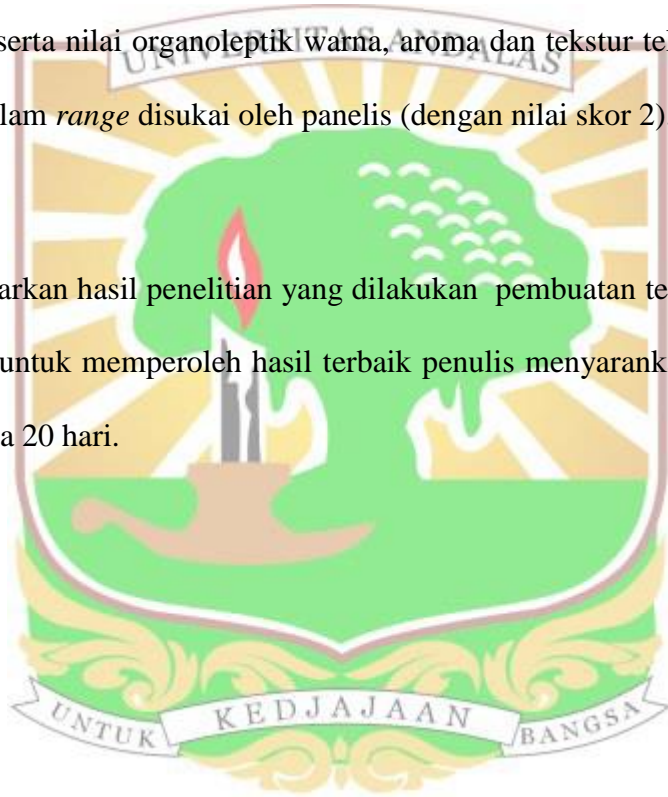 serta nilai organoleptik warna, aroma dan tekstur
UNIVERSITAS ANDALAS
lam range disukai oleh panelis (dengan nilai skor 2)
arkan hasil penelitian yang dilakukan pembuatan te
untuk memperoleh hasil terbaik penulis menyarank
a 20 hari.
UNTUK KEDJAJAAN BANGSA